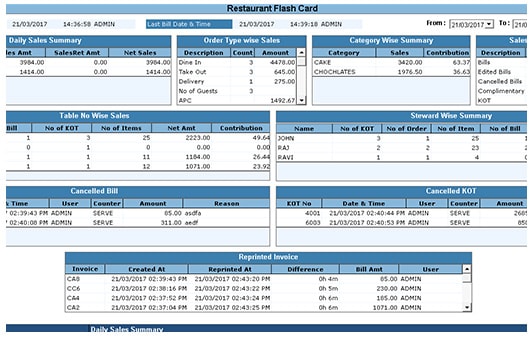 Restaurant Flash Card
21/03/2017 14:36:58 ADMIN Last Bill Date & Time 21/03/2017 14:39:18 ADMIN From : 21/03/2017 To :
Daily Sales Summary
Amt SalesRet Amt Net Sales
3984.00 0.00 3984.00
1414.00 0.00 1414.00
Order Type wise Sales
Description Count Amount
Dine In 3 4478.00
Take Out 3 645.00
Delivery 1 275.00
No of Guests 3
APC 1492.67
Category Wise Summary
Category Sales Contribution
CAKE 3420.00 63.37
CHOCHLATES 1976.50 36.63
Sales
Description
Bills
Edited Bills
Cancelled Bills
Complimentary
KOT
Table No Wise Sales
Bill No of KOT No of Items Net Amt Contribution
1 3 25 2223.00 49.64
0 1 0 0.00 0.00
1 1 11 1184.00 26.44
1 1 12 1071.00 23.92
Steward Wise Summary
Name No of KOT No of Order No of Item No of Bill
JOHN 3 1 25
RAJ 2 2 23
RAVI 1 1 4
Cancelled Bill
& Time User Counter Amount Reason
02:39:43 PM ADMIN SERVE 85.00 asdfa
02:40:08 PM ADMIN SERVE 311.00 aedf
Cancelled KOT
KOT No Date & Time User Counter Amount
4001 21/03/2017 02:40:44 PM ADMIN SERVE
6003 21/03/2017 02:40:53 PM ADMIN SERVE
Reprinted Invoice
Invoice Created At Reprinted At Difference Bill Amt User
CA8 21/03/2017 02:39:43 PM 21/03/2017 02:43:20 PM 0h 4m 85.00 ADMIN
CC6 21/03/2017 02:38:16 PM 21/03/2017 02:43:22 PM 0h 5m 230.00 ADMIN
CA4 21/03/2017 02:37:52 PM 21/03/2017 02:43:24 PM 0h 6m 185.00 ADMIN
CA2 21/03/2017 02:37:04 PM 21/03/2017 02:43:25 PM 0h 6m 1071.00 ADMIN
Daily Sales Summary